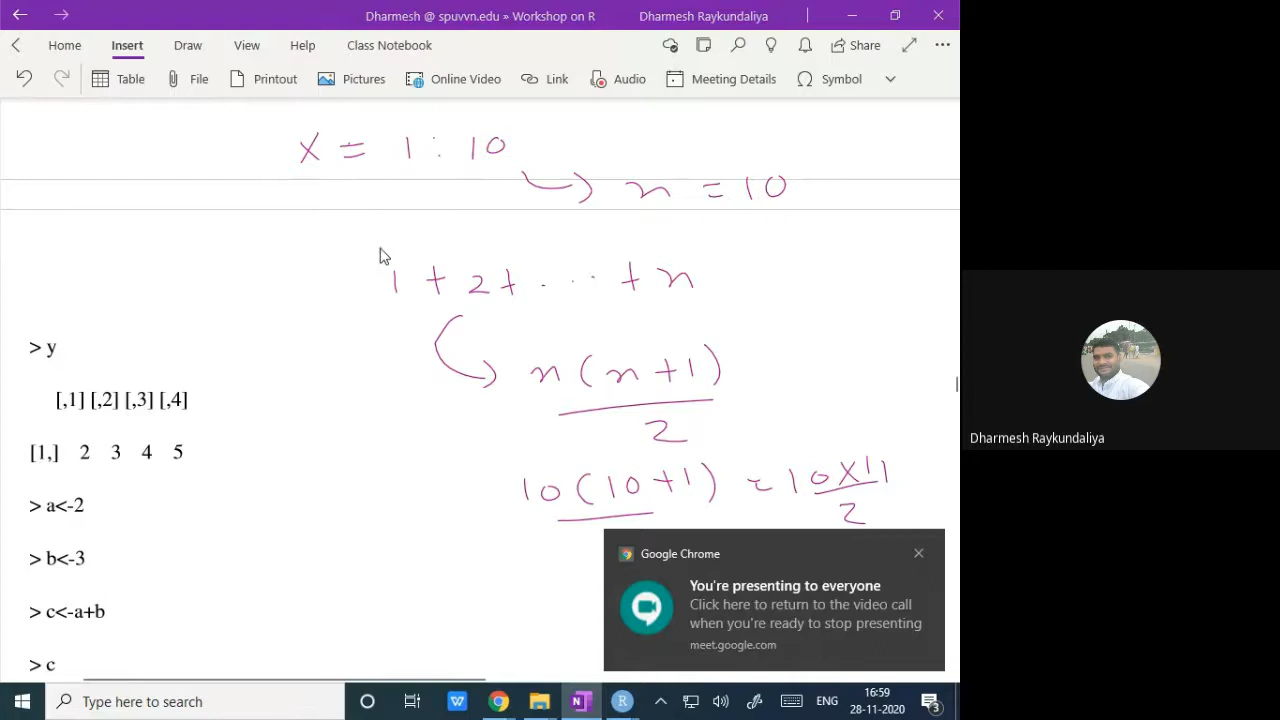 Dharmesh @ spuvvn.edu » Workshop on R Dharmesh Raykundaliya
Home Insert Draw View Help Class Notebook Share
Table File Printout Pictures Online Video Link Audio Meeting Details Symbol
X = 1 : 10
n = 10
1 + 2 + . . . + n
> y
n(n+1)
[,1] [,2] [,3] [,4]
2
[1,] 2 3 4 5
10(10+1) = 10X11
> a<-2
2
Google Chrome
> b<-3
You're presenting to everyone
Click here to return to the video call
> c<-a+b
when you're ready to stop presenting
meet.google.com
> c
Dharmesh Raykundaliya
Type here to search
ENG
16:59
28-11-2020
3